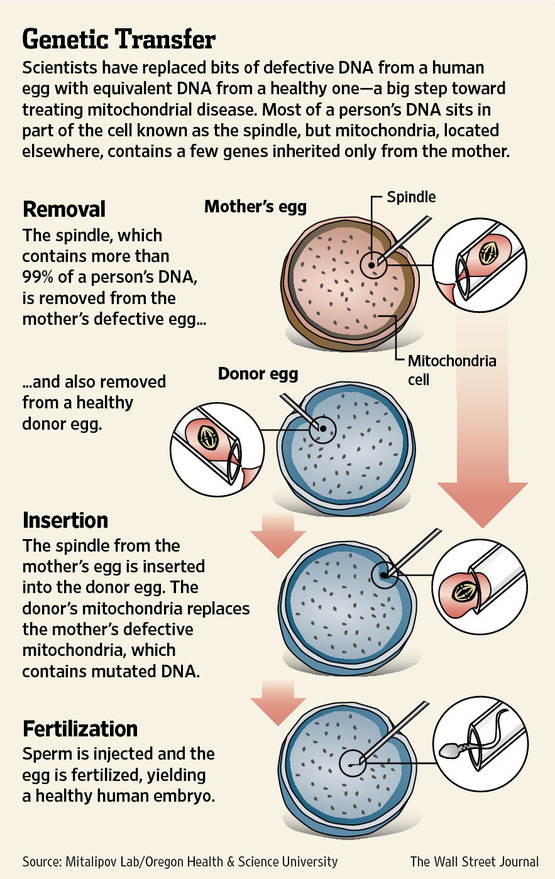 Genetic Transfer
Scientists have replaced bits of defective DNA from a human
egg with equivalent DNA from a healthy one—a big step toward
treating mitochondrial disease. Most of a person's DNA sits in
part of the cell known as the spindle, but mitochondria, located
elsewhere, contains a few genes inherited only from the mother.
Removal
The spindle, which
contains more than
99% of a person's DNA,
is removed from the
mother's defective egg...
Mother's egg
Spindle
Mitochondria
cell
...and also removed
from a healthy
donor egg.
Donor egg
Insertion
The spindle from the
mother's egg is inserted
into the donor egg. The
donor's mitochondria replaces
the mother's defective
mitochondria, which
contains mutated DNA.
Fertilization
Sperm is injected and the
egg is fertilized, yielding
a healthy human embryo.
Source: Mitalipov Lab/Oregon Health & Science University
The Wall Street Journal